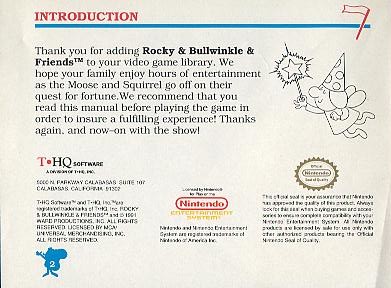 INTRODUCTION
Thank you for adding Rocky & Bullwinkle &
Friends™ to your video game library. We
hope your family enjoy hours of entertainment
as the Moose and Squirrel go off on their
quest for fortune.We recommend that you
read this manual before playing the game in
order to insure a fulfilling experience! Thanks
again, and now–on with the show!
T•HQ SOFTWARE
A DIVISION OF T•HQ, INC.
5000 N. PARKWAY CALABASAS, SUITE 107
CALABASAS, CALIFORNIA 91302
T•HQ Software™ and T•HQ, Inc.™are
registered trademarks of T•HQ, Inc. ROCKY
& BULLWINKLE & FRIENDS™ and © 1991
WARD PRODUCTIONS, INC. ALL RIGHTS
RESERVED. LICENSED BY MCA/
UNIVERSAL MERCHANDISING, INC.
ALL RIGHTS RESERVED.
Licensed by Nintendo®
for Play on the
Nintendo
ENTERTAINMENT
SYSTEM®
Nintendo and Nintendo Entertainment
System are registered trademarks of
Nintendo of America Inc.
Official
Nintendo
Seal of Quality
This official seal is your assurance that Nintendo
has approved the quality of this product. Always
look for this seal when buying games and acces-
sories to ensure complete compatibility with your
Nintendo Entertainment System. All Nintendo
products are licensed by sale for use only with
other authorized products bearing the Official
Nintendo Seal of Quality.
2